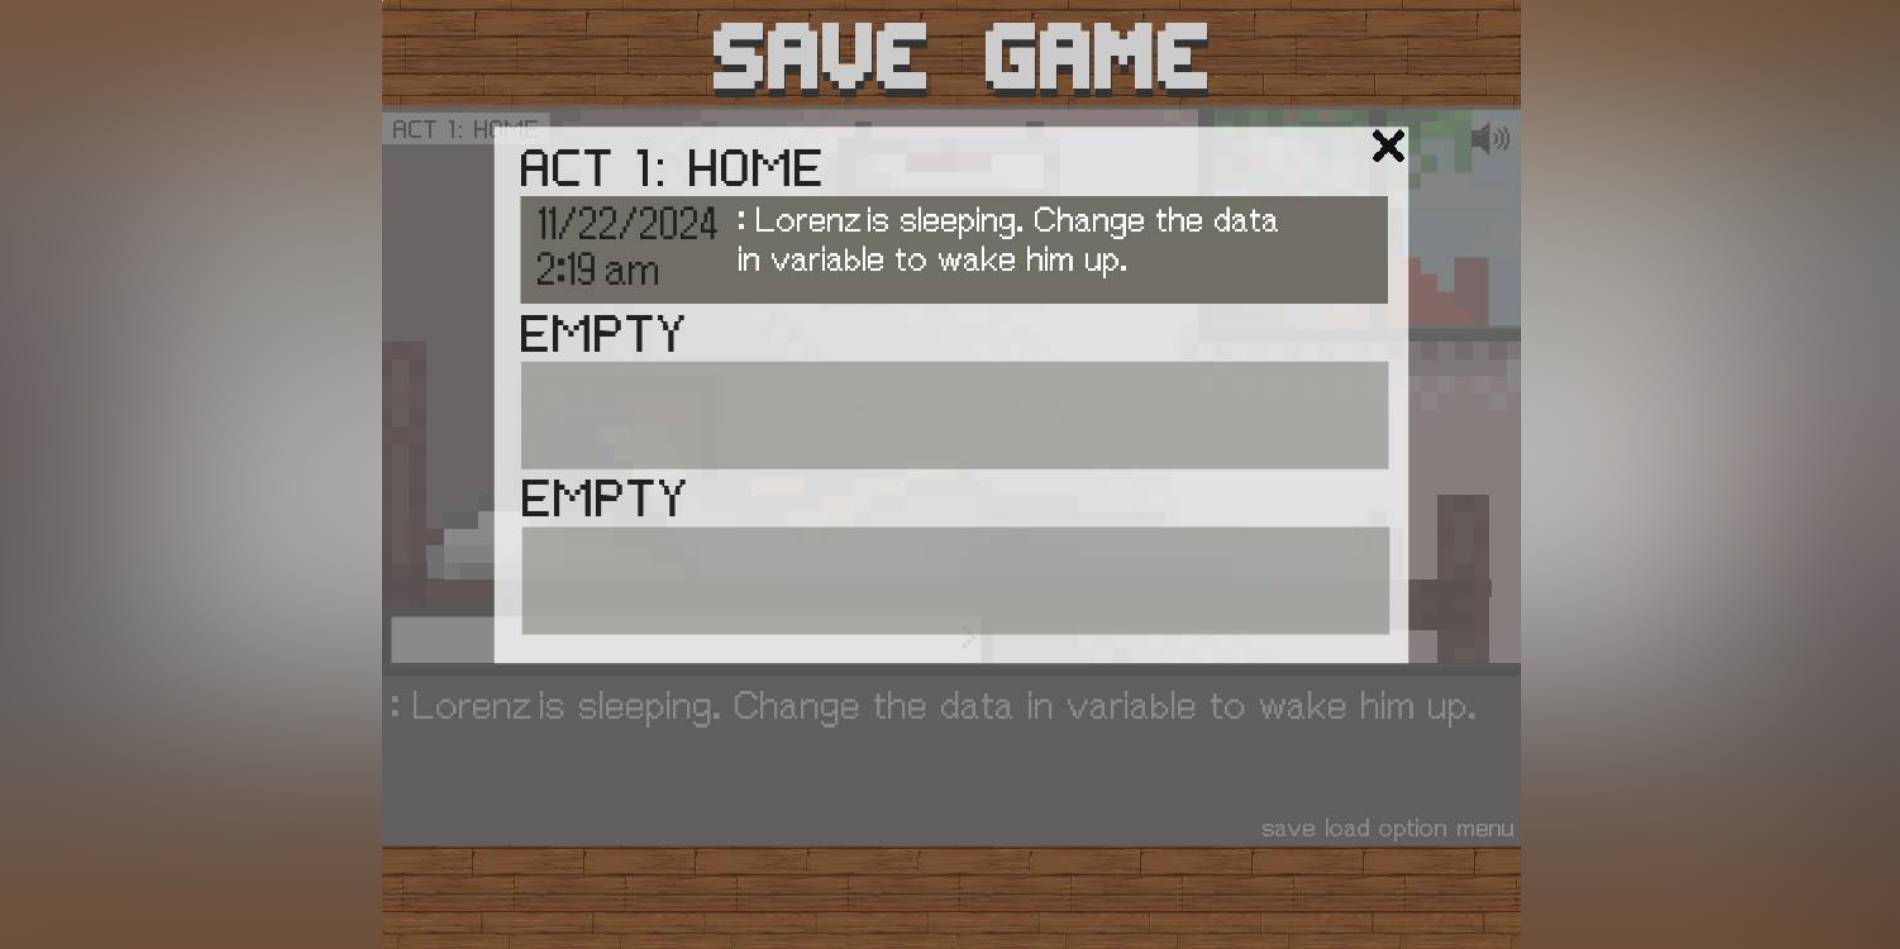 SAVE GAME
ACT 1: HOME
ACT 1: HOME
11/22/2024
2:19 am
: Lorenz is sleeping. Change the data
in variable to wake him up.
EMPTY
EMPTY
: Lorenz is sleeping. Change the data in variable to wake him up.
save load option menu